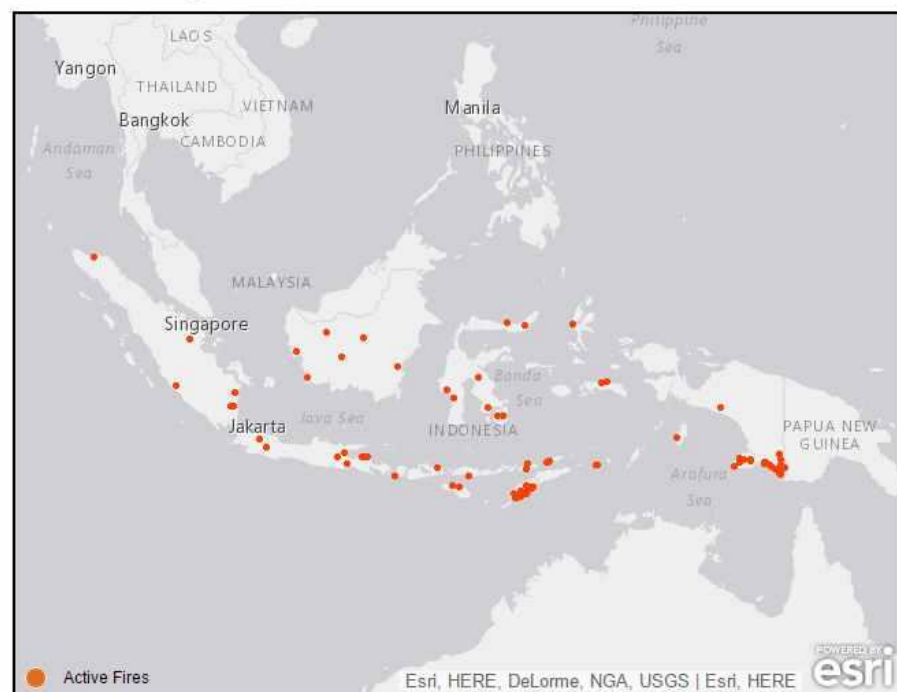 Philippine
Sea
LAOS
Yangon
THAILAND
VIETNAM
Manila
Bangkok
CAMBODIA
Andaman
Sea
PHILIPPINES
MALAYSIA
Singapore
Banda
Sea
Java Sea
Jakarta
INDONESIA
PAPUA NEW
GUINEA
Arafura
Sea
Active Fires
Esri, HERE, DeLorme, NGA, USGS | Esri, HERE
POWERED BY
esri